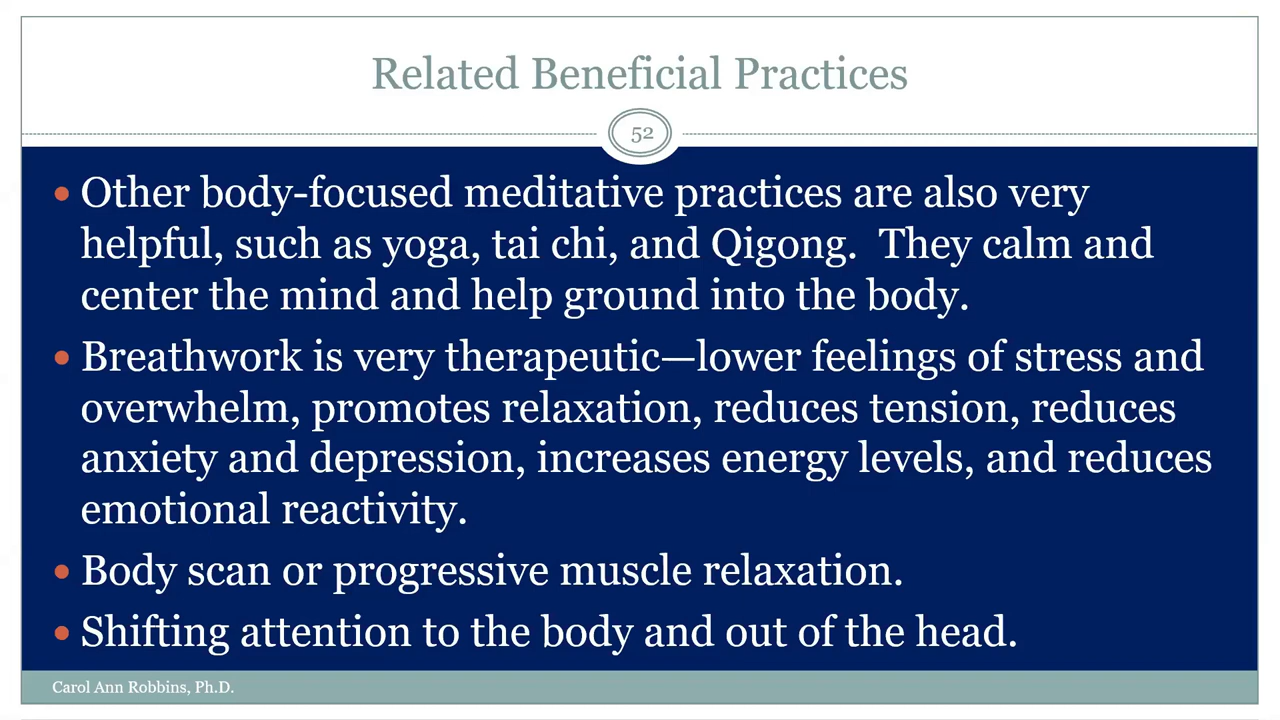 Related Beneficial Practices
52
• Other body-focused meditative practices are also very
helpful, such as yoga, tai chi, and Qigong.  They calm and
center the mind and help ground into the body.
• Breathwork is very therapeutic—lower feelings of stress and
overwhelm, promotes relaxation, reduces tension, reduces
anxiety and depression, increases energy levels, and reduces
emotional reactivity.
• Body scan or progressive muscle relaxation.
• Shifting attention to the body and out of the head.
Carol Ann Robbins, Ph.D.